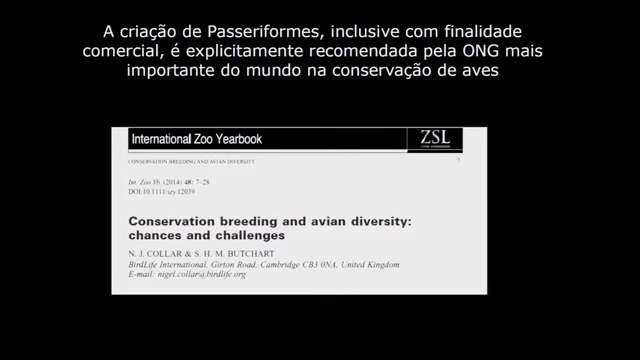 A criação de Passeriformes, inclusive com finalidade
comercial, é explicitamente recomendada pela ONG mais
importante do mundo na conservação de aves
International Zoo Yearbook
ZSL
CONSERVATION BREEDING AND AVIAN DIVERSITY
7
Int. Zoo Yb. (2014) 48: 7–28
DOI:10.1111/izy.12039
Conservation breeding and avian diversity:
chances and challenges
N. J. COLLAR & S. H. M. BUTCHART
BirdLife International, Girton Road, Cambridge CB3 0NA, United Kingdom
E-mail: nigel.collar@birdlife.org